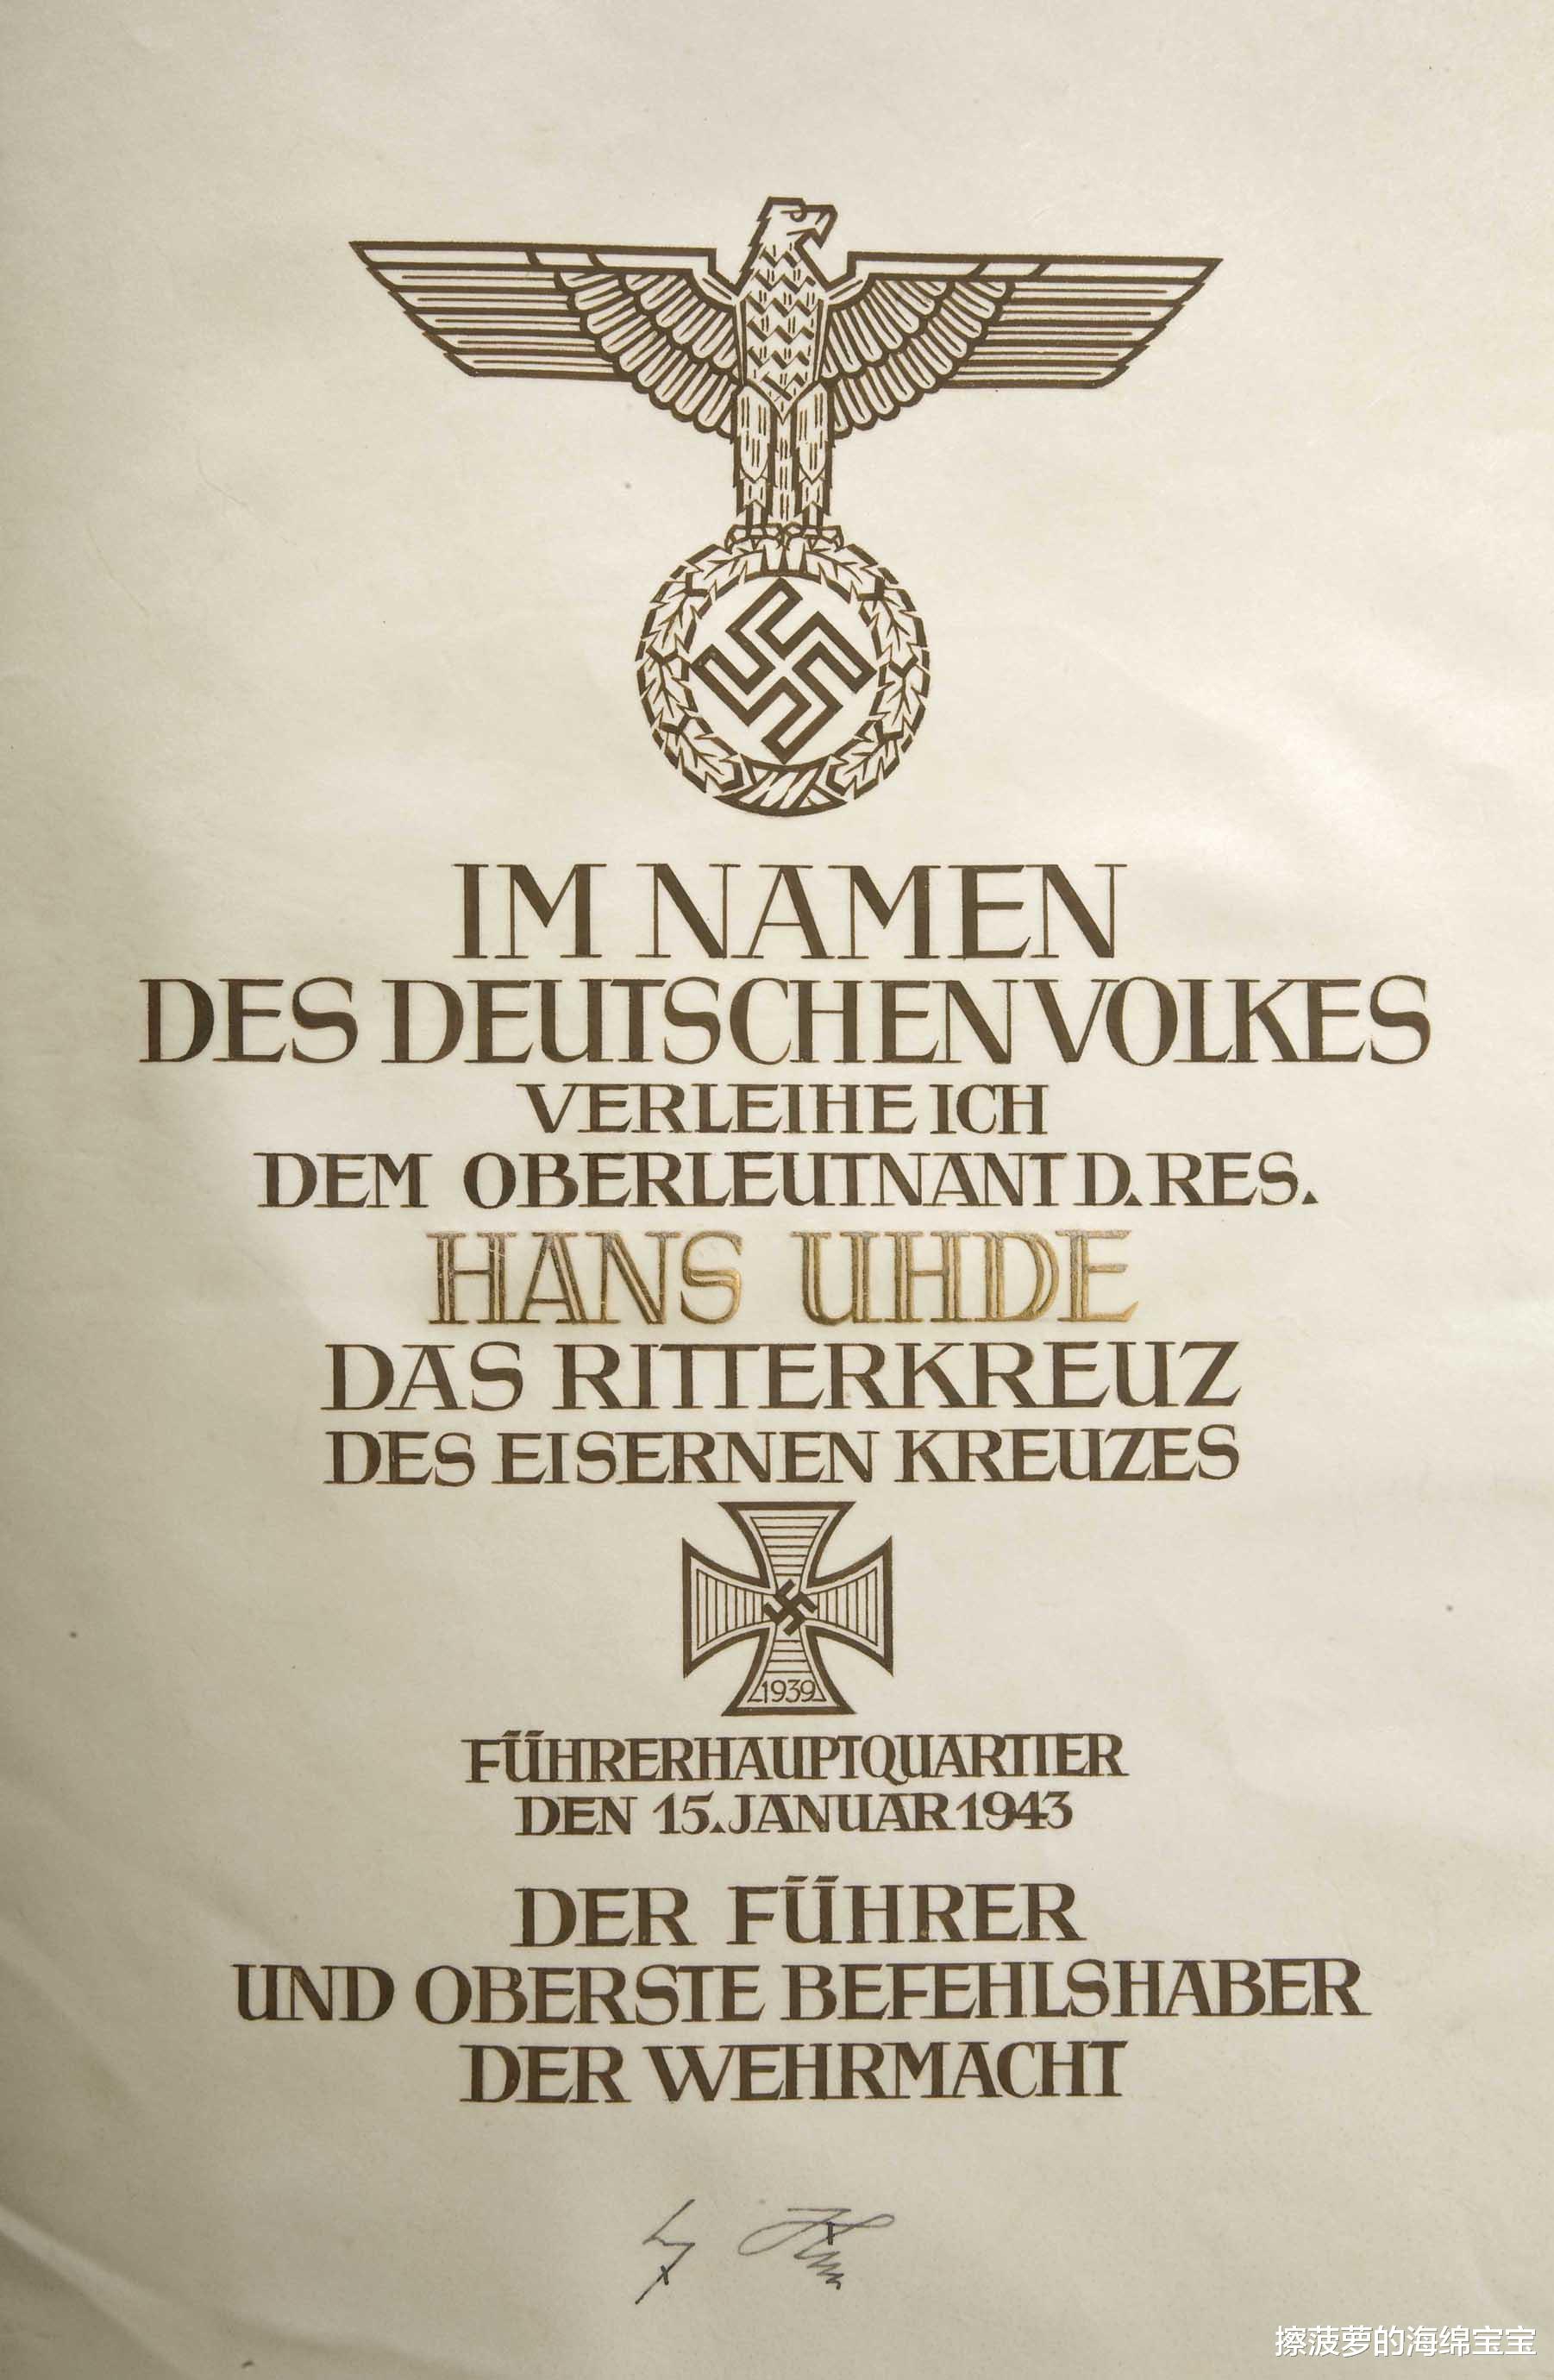 IM NAMEN
DES DEUTSCHEN VOLKES
VERLEIHE ICH
DEM OBERLEUTNANT D. RES.
HANS UHDE
DAS RITTERKREUZ
DES EISERNEN KREUZES
1939
FÜHRERHAUPTQUARTIER
DEN 15. JANUAR 1943
DER FÜHRER
UND OBERSTE BEFEHLSHABER
DER WEHRMACHT
擦菠萝的海绵宝宝